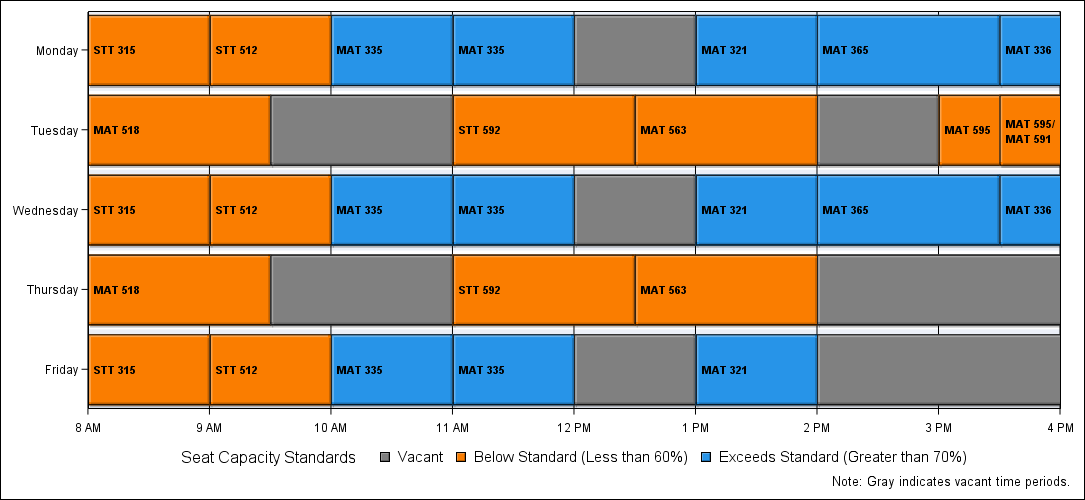 Monday STT 315 STT 512 MAT 335 MAT 335 MAT 321 MAT 365 MAT 336
Tuesday MAT 518 STT 592 MAT 563 MAT 595 MAT 595/
MAT 591
Wednesday STT 315 STT 512 MAT 335 MAT 335 MAT 321 MAT 365 MAT 336
Thursday MAT 518 STT 592 MAT 563
Friday STT 315 STT 512 MAT 335 MAT 335 MAT 321
8 AM 9 AM 10 AM 11 AM 12 PM 1 PM 2 PM 3 PM 4 PM
Seat Capacity Standards Vacant Below Standard (Less than 60%) Exceeds Standard (Greater than 70%)
Note: Gray indicates vacant time periods.